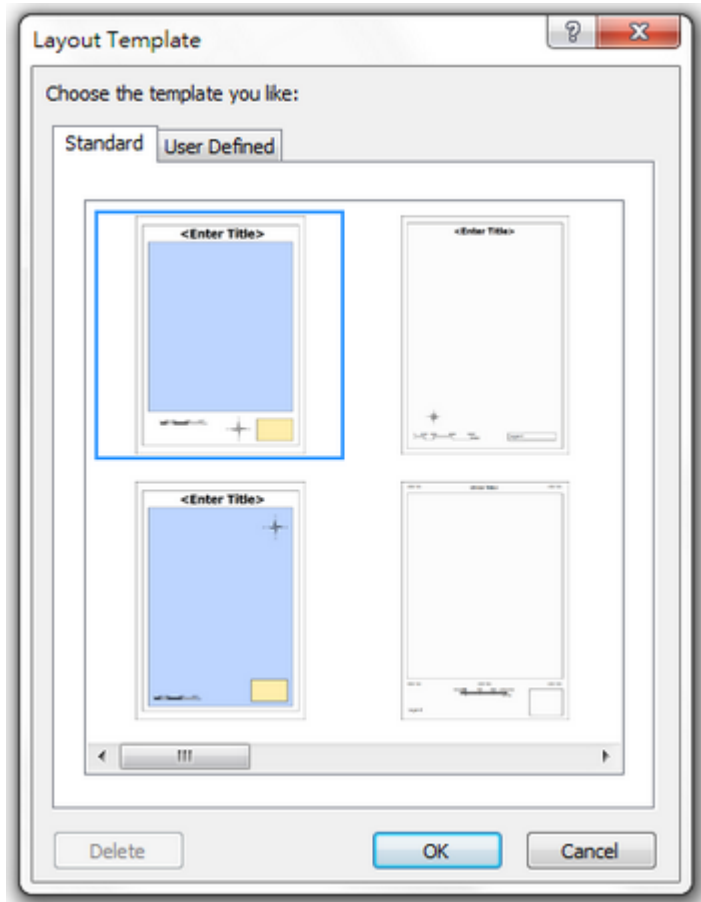 Layout Template
Choose the template you like:
Standard
User Defined
<Enter Title>
<Enter Title>
<Enter Title>
Delete
OK
Cancel